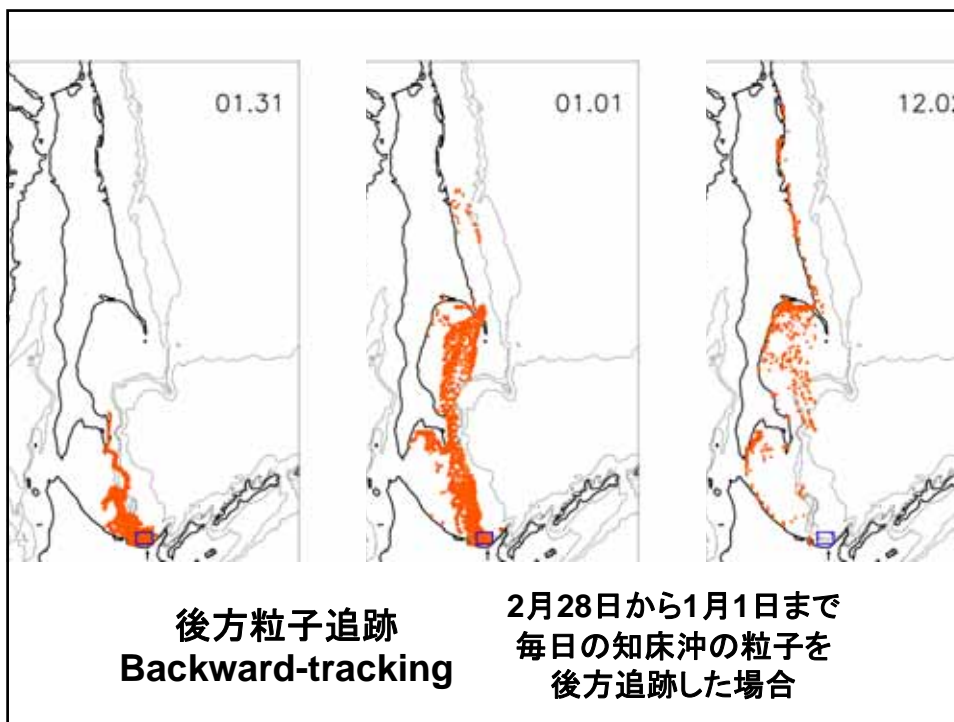 01.31
01.01
12.02
後方粒子追跡
Backward-tracking
2月28日から1月1日まで
毎日の知床沖の粒子を
後方追跡した場合